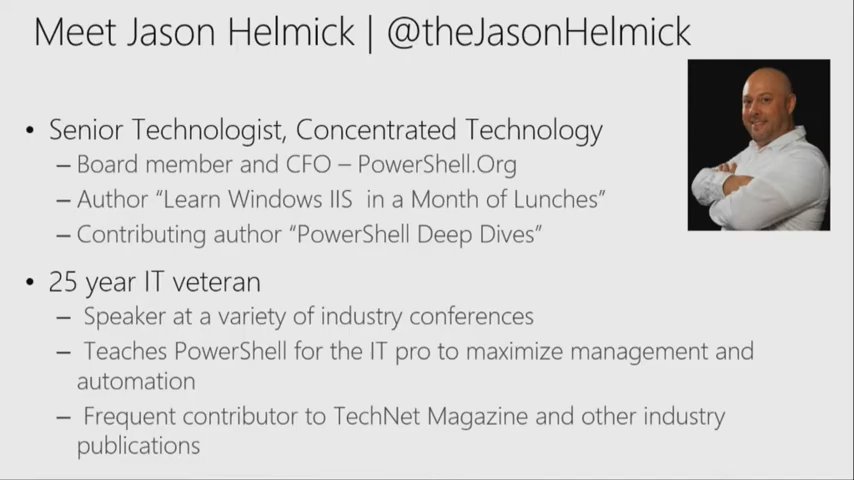 Meet Jason Helmick | @theJasonHelmick
• Senior Technologist, Concentrated Technology
– Board member and CFO – PowerShell.Org
– Author “Learn Windows IIS in a Month of Lunches”
– Contributing author “PowerShell Deep Dives”
• 25 year IT veteran
– Speaker at a variety of industry conferences
– Teaches PowerShell for the IT pro to maximize management and
automation
– Frequent contributor to TechNet Magazine and other industry
publications